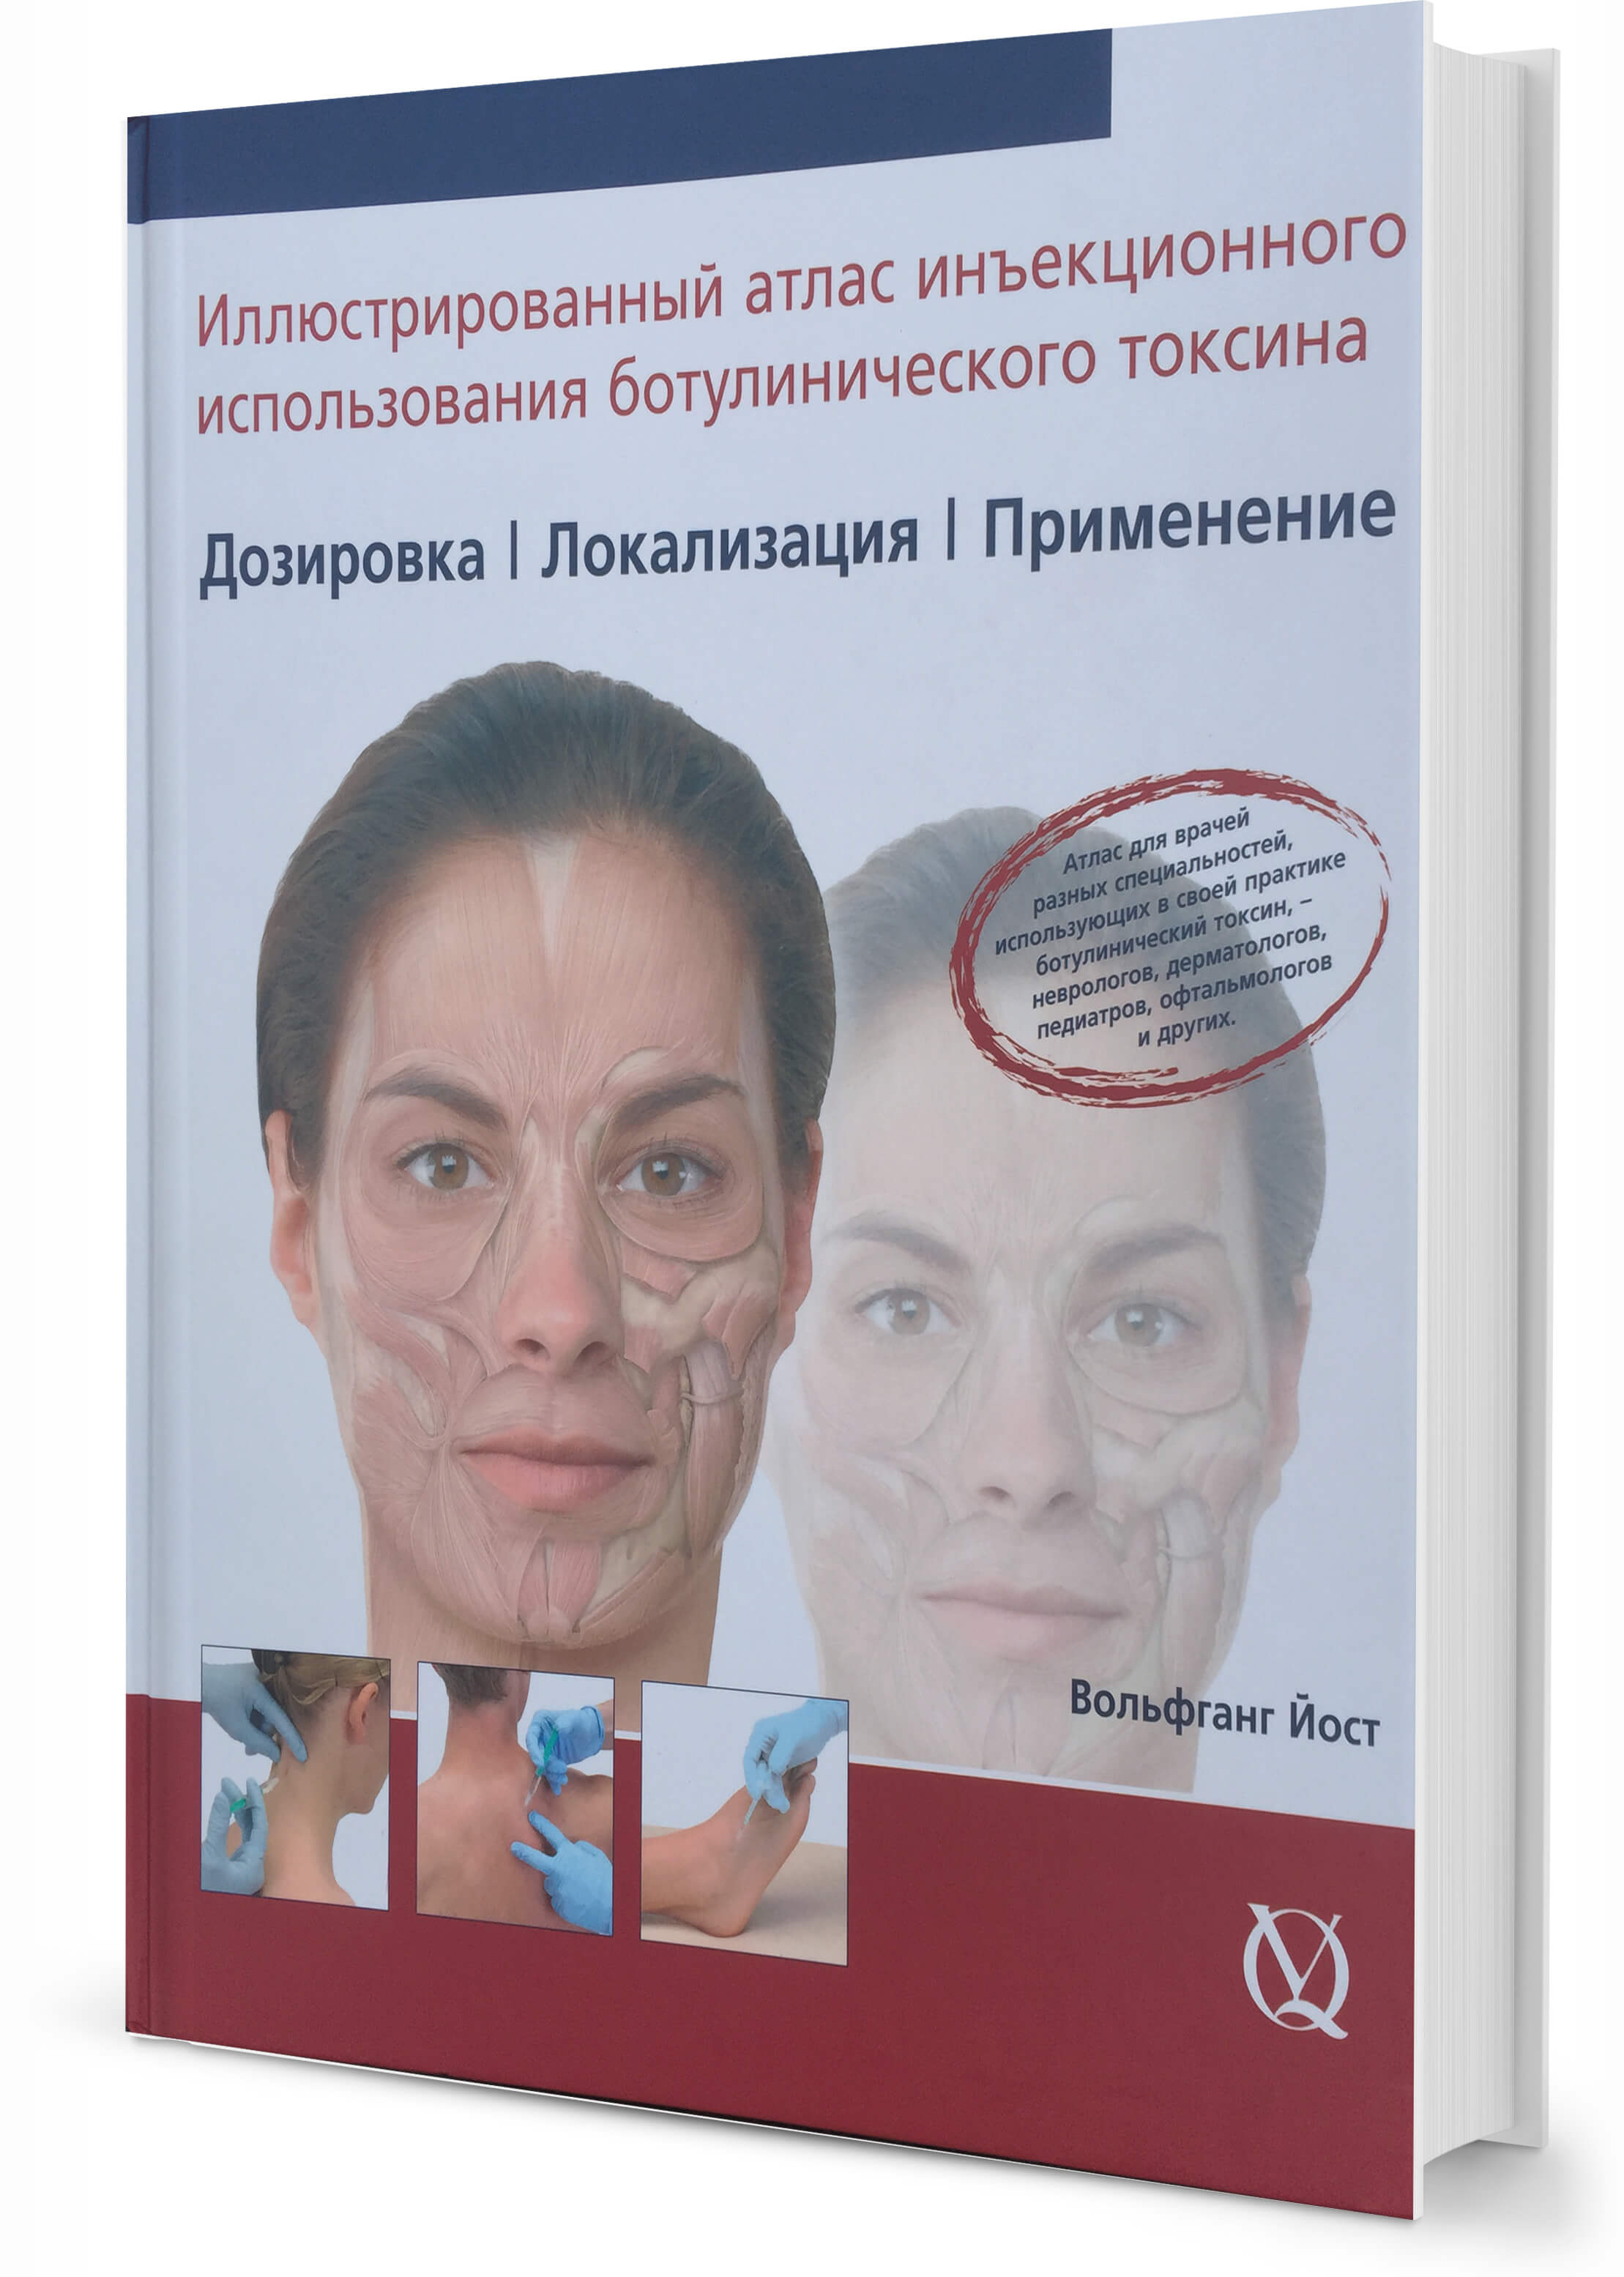 Иллюстрированный атлас инъекционного
использования ботулинического токсина
Дозировка | Локализация | Применение
Атлас для врачей
разных специальностей,
использующих в своей практике
ботулинический токсин, –
неврологов, дерматологов,
педиатров, офтальмологов
и других.
Вольфганг Йост